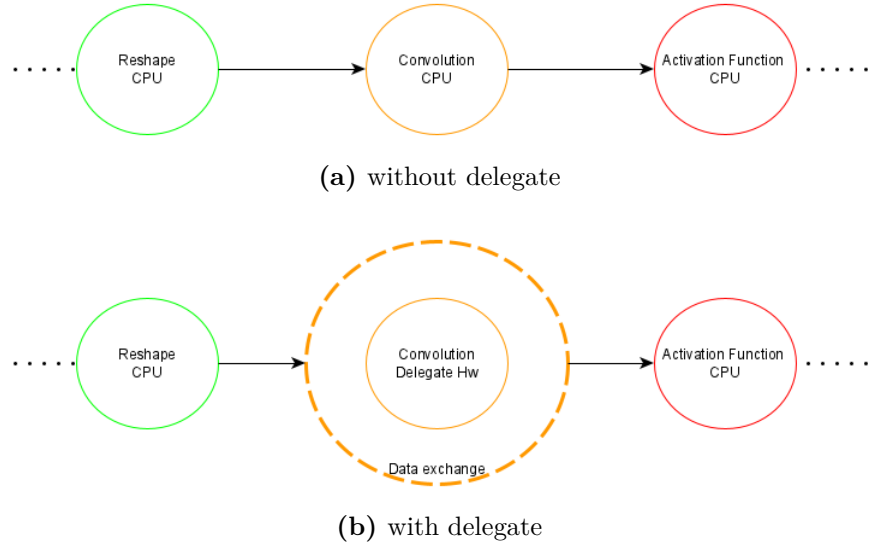 Reshape
CPU
Convolution
CPU
Activation Function
CPU
(a) without delegate
Reshape
CPU
Convolution
Delegate Hw
Activation Function
CPU
Data exchange
(b) with delegate